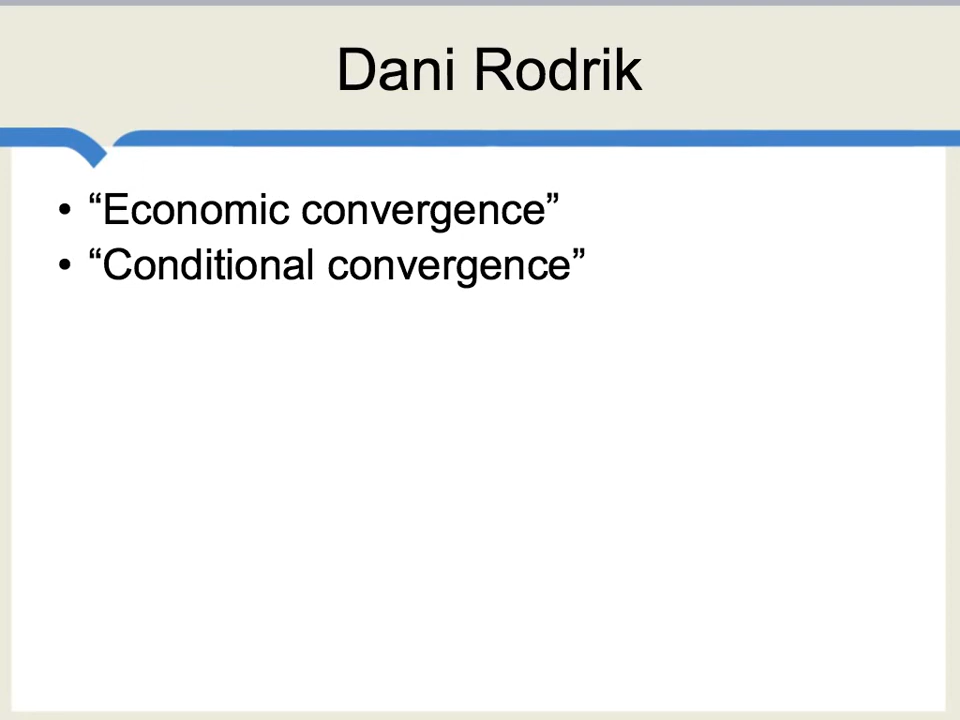 Dani Rodrik
• “Economic convergence”
• “Conditional convergence”